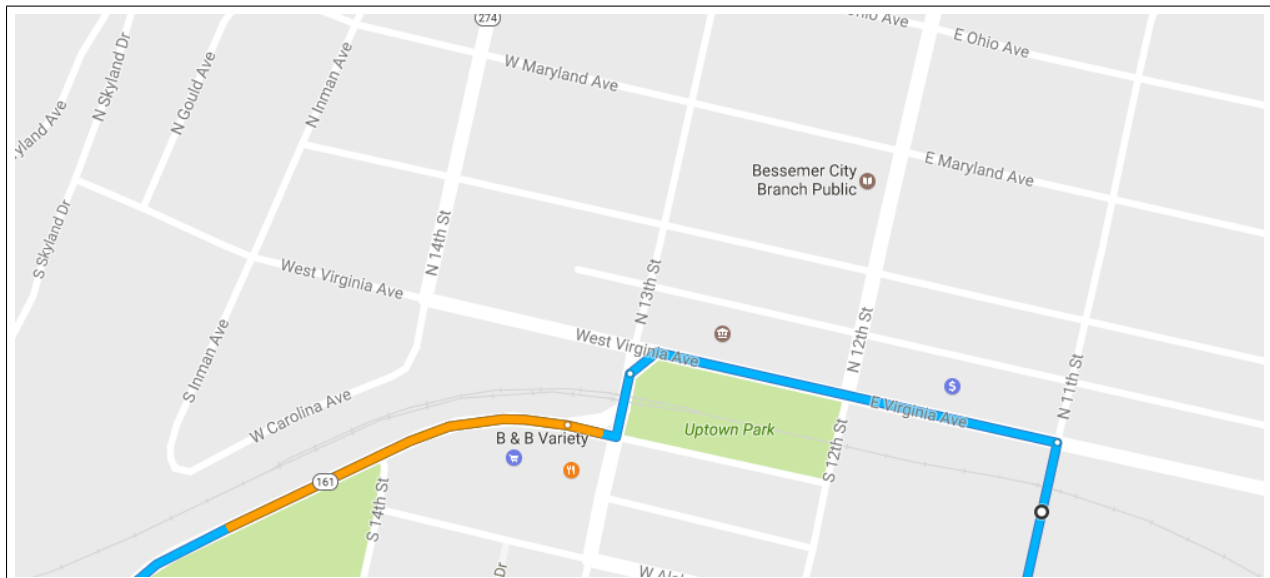 274
Ohio Ave
E Ohio Ave
N Skyland Dr
N Gould Ave
N Inman Ave
W Maryland Ave
ryland Ave
Bessemer City
Branch Public
E Maryland Ave
S Skyland Dr
N 14th St
West Virginia Ave
N 13th St
West Virginia Ave
N 12th St
S Inman Ave
$
N 11th St
E Virginia Ave
W Carolina Ave
Uptown Park
B & B Variety
S 12th St
161
S 14th St
Dr